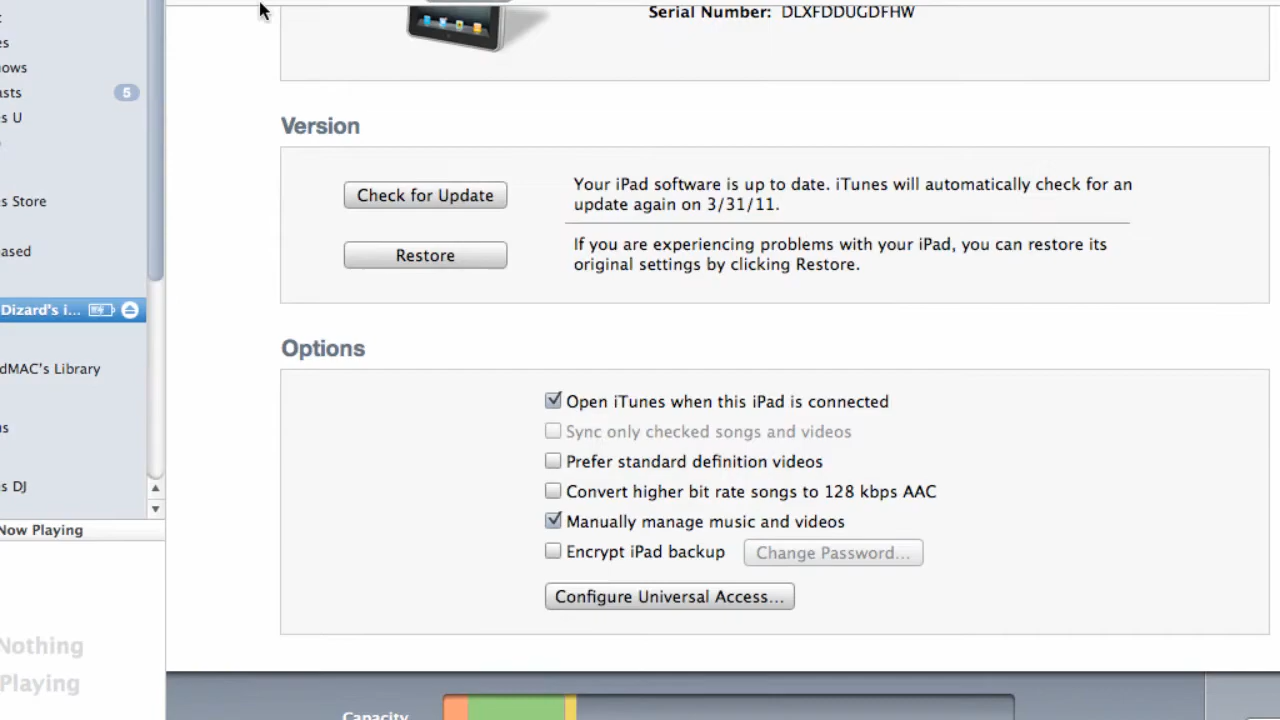 Serial Number: DLXFDDUGDFHW
ows
asts 5
s U
s Store
ased
Dizard's i...
dMAC's Library
s DJ
Now Playing
Nothing
Playing
Version
Check for Update
Your iPad software is up to date. iTunes will automatically check for an
update again on 3/31/11.
Restore
If you are experiencing problems with your iPad, you can restore its
original settings by clicking Restore.
Options
Open iTunes when this iPad is connected
Sync only checked songs and videos
Prefer standard definition videos
Convert higher bit rate songs to 128 kbps AAC
Manually manage music and videos
Encrypt iPad backup Change Password...
Configure Universal Access...
Capacity